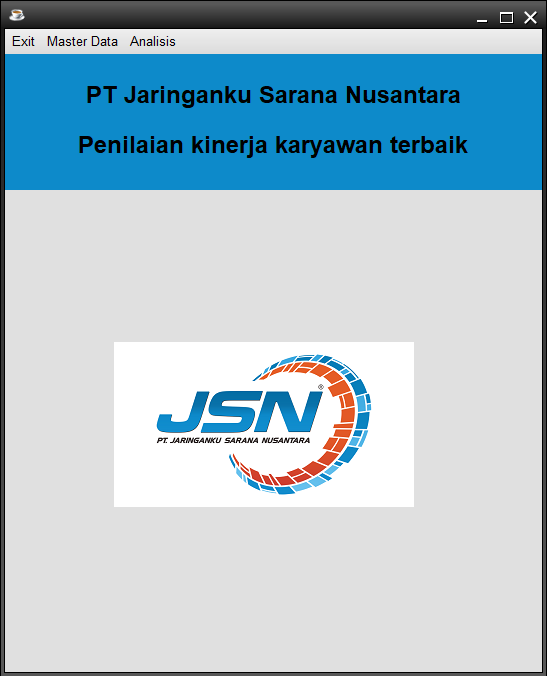 Exit Master Data Analisis
PT Jaringanku Sarana Nusantara
Penilaian kinerja karyawan terbaik
JSN®
PT. JARINGANKU SARANA NUSANTARA